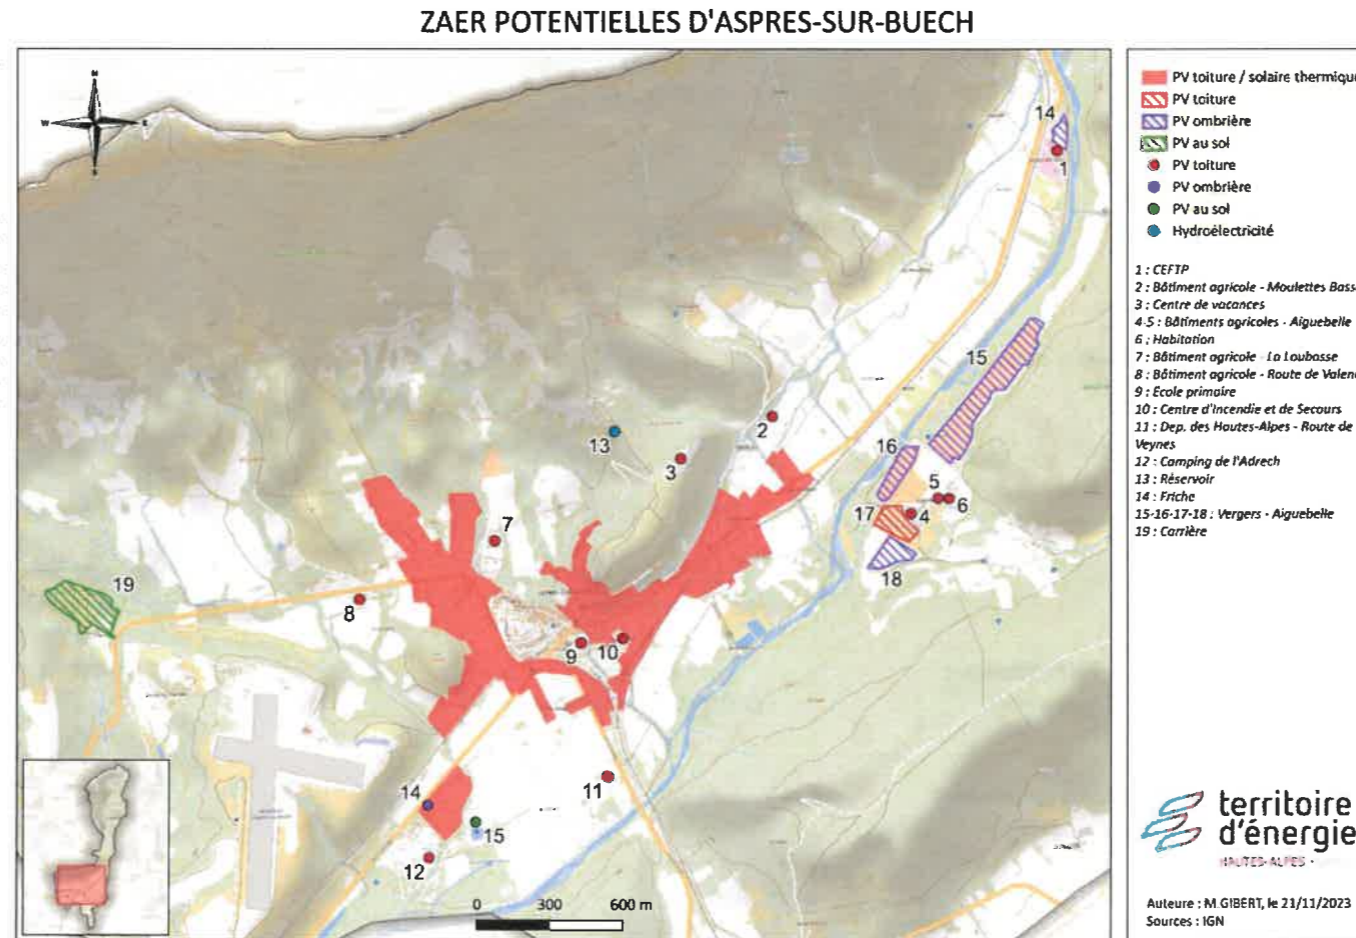 ZAER POTENTIELLES D'ASPRES-SUR-BUECH
N
W
E
S
14
1
15
2
16
13
3
5
6
17
4
7
18
19
8
9
10
11
14
15
12
0 300 600 m
PV toiture / solaire thermiqu
PV toiture
PV ombrière
PV au sol
PV toiture
PV ombrière
PV au sol
Hydroélectricité
1 : CEFTP
2 : Bâtiment agricole - Moulettes Bass
3 : Centre de vacances
4-5 : Bâtiments agricoles - Aiguebelle
6 : Habitation
7 : Bâtiment agricole - La Loubasse
8 : Bâtiment agricole - Route de Valen
9 : Ecole primaire
10 : Centre d'Incendie et de Secours
11 : Dep. des Hautes-Alpes - Route de
Veynes
12 : Camping de l'Adrech
13 : Réservoir
14 : Friche
15-16-17-18 : Vergers - Aiguebelle
19 : Carrière
territoire
d'énergie
HAUTES-ALPES
Auteure : M.GIBERT, le 21/11/2023
Sources : IGN